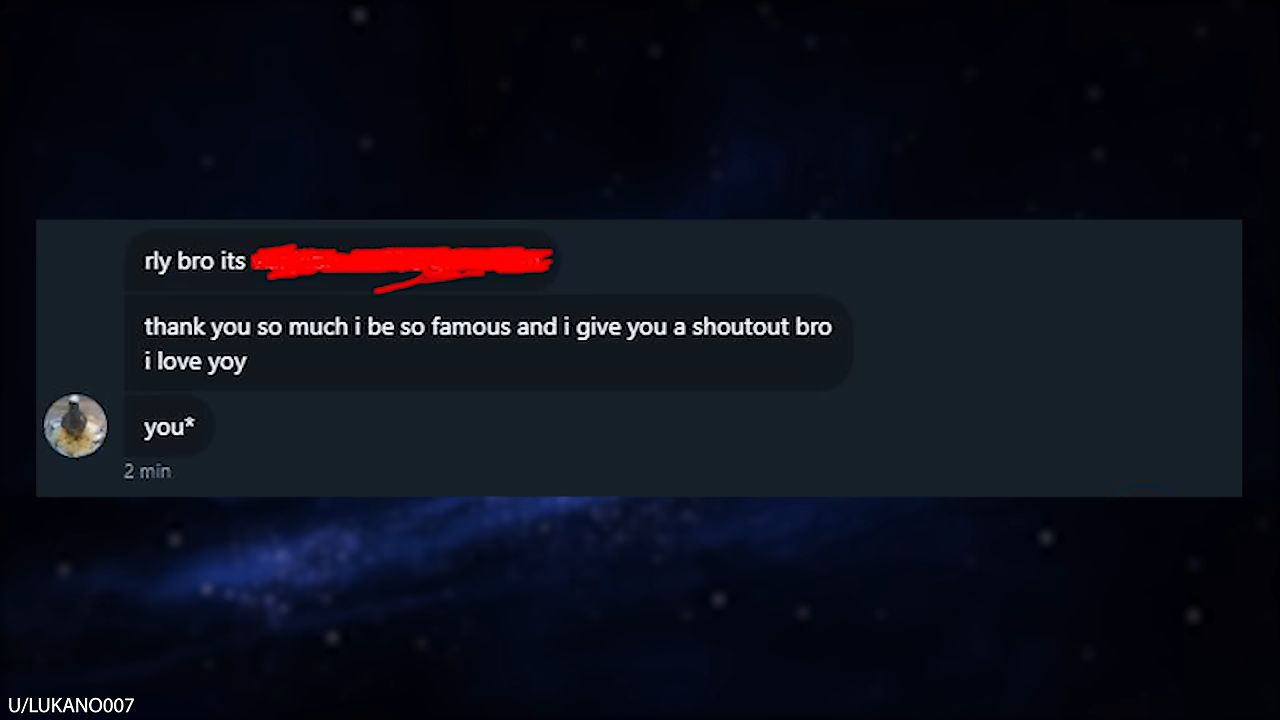 rly bro its
thank you so much i be so famous and i give you a shoutout bro
i love yoy
you*
2 min
U/LUKANO007